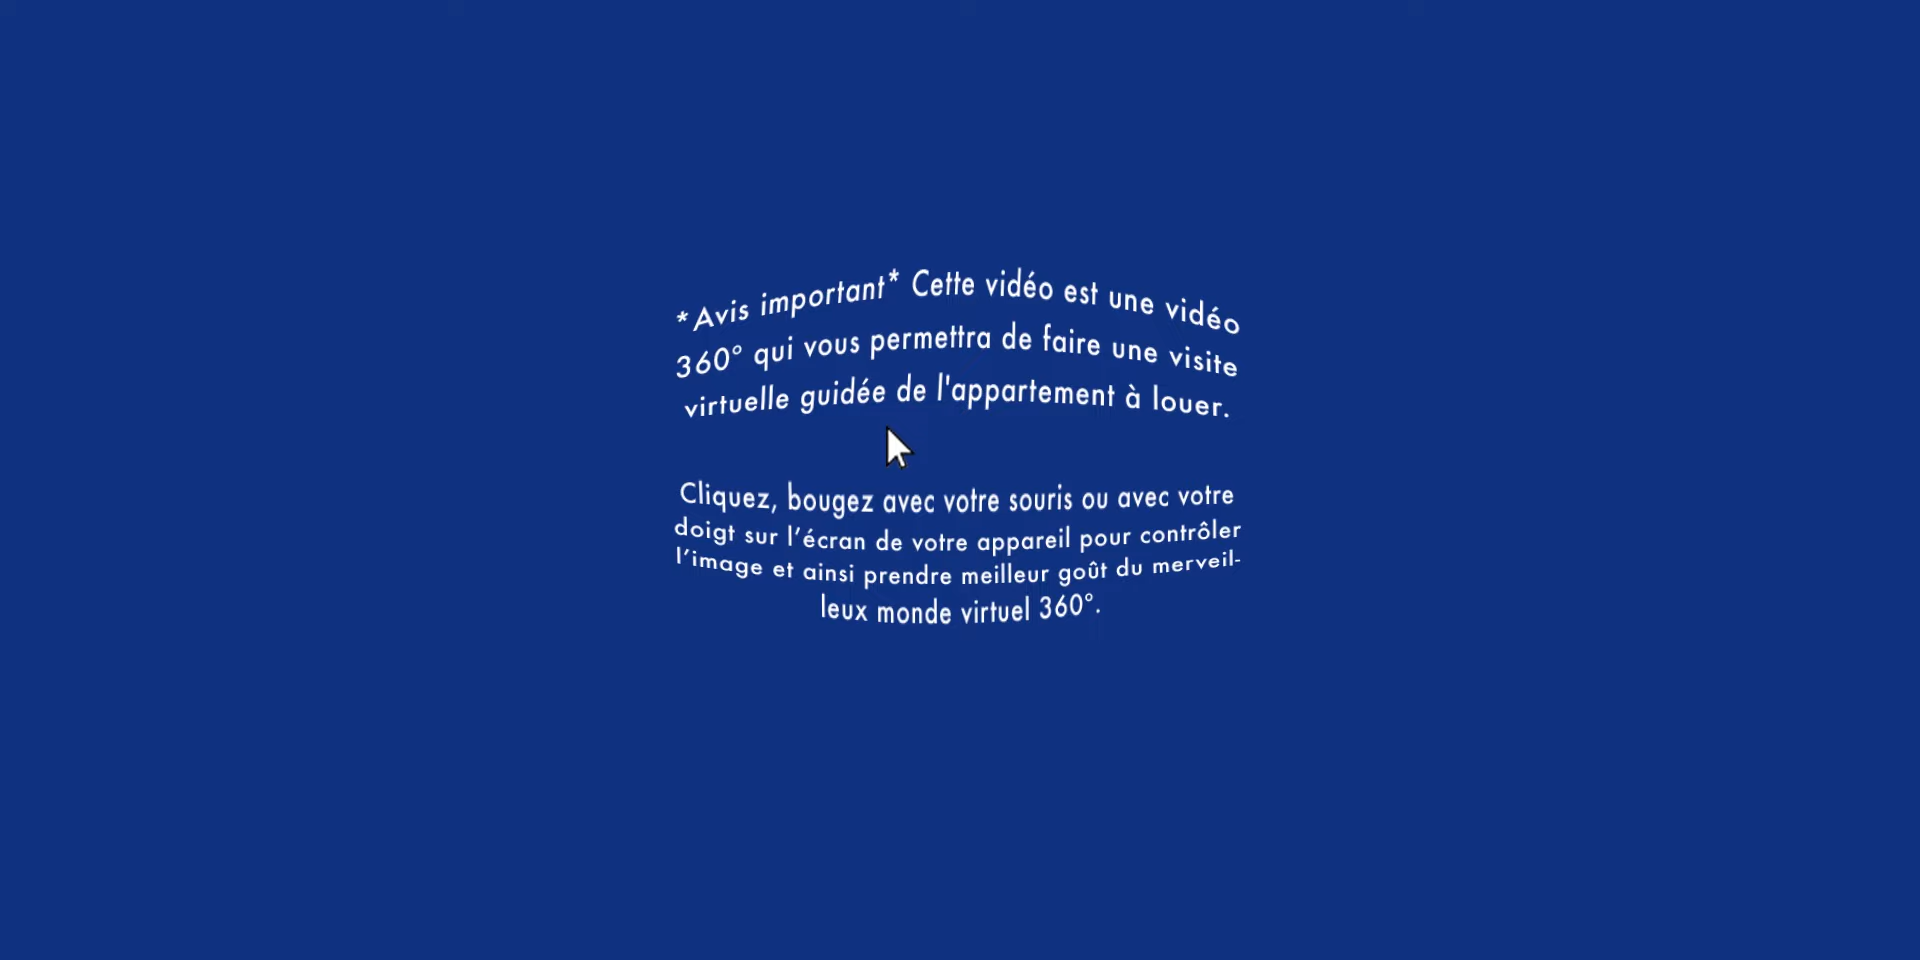 *Avis important* Cette vidéo est une vidéo
360° qui vous permettra de faire une visite
virtuelle guidée de l'appartement à louer.
Cliquez, bougez avec votre souris ou avec votre
doigt sur l’écran de votre appareil pour contrôler
l’image et ainsi prendre meilleur goût du merveil-
leux monde virtuel 360°.